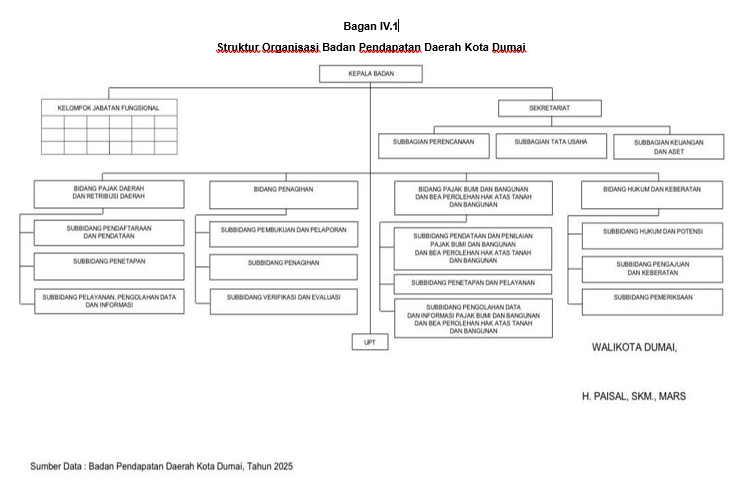 Bagan IV.1
Struktur Organisasi Badan Pendapatan Daerah Kota Dumai
KEPALA BADAN
KELOMPOK JABATAN FUNGSIONAL
SEKRETARIAT
SUBBAGIAN PERENCANAAN
SUBBAGIAN TATA USAHA
SUBBAGIAN KEUANGAN
DAN ASET
BIDANG PAJAK DAERAH
DAN RETRIBUSI DAERAH
SUBBIDANG PENDAFTARAAN
DAN PENDATAAN
SUBBIDANG PENETAPAN
SUBBIDANG PELAYANAN, PENGOLAHAN DATA
DAN INFORMASI
BIDANG PENAGIHAN
SUBBIDANG PEMBUKUAN DAN PELAPORAN
SUBBIDANG PENAGIHAN
SUBBIDANG VERIFIKASI DAN EVALUASI
BIDANG PAJAK BUMI DAN BANGUNAN
DAN BEA PEROLEHAN HAK ATAS TANAH
DAN BANGUNAN
SUBBIDANG PENDATAAN DAN PENILAIAN
PAJAK BUMI DAN BANGUNAN
DAN BEA PEROLEHAN HAK ATAS TANAH
DAN BANGUNAN
SUBBIDANG PENETAPAN DAN PELAYANAN
SUBBIDANG PENGOLAHAN DATA
DAN INFORMASI PAJAK BUMI DAN BANGUNAN
DAN BEA PEROLEHAN HAK ATAS TANAH
DAN BANGUNAN
BIDANG HUKUM DAN KEBERATAN
SUBBIDANG HUKUM DAN POTENSI
SUBBIDANG PENGAJUAN
DAN KEBERATAN
SUBBIDANG PEMERIKSAAN
UPT
WALIKOTA DUMAI,
H. PAISAL, SKM., MARS
Sumber Data : Badan Pendapatan Daerah Kota Dumai, Tahun 2025